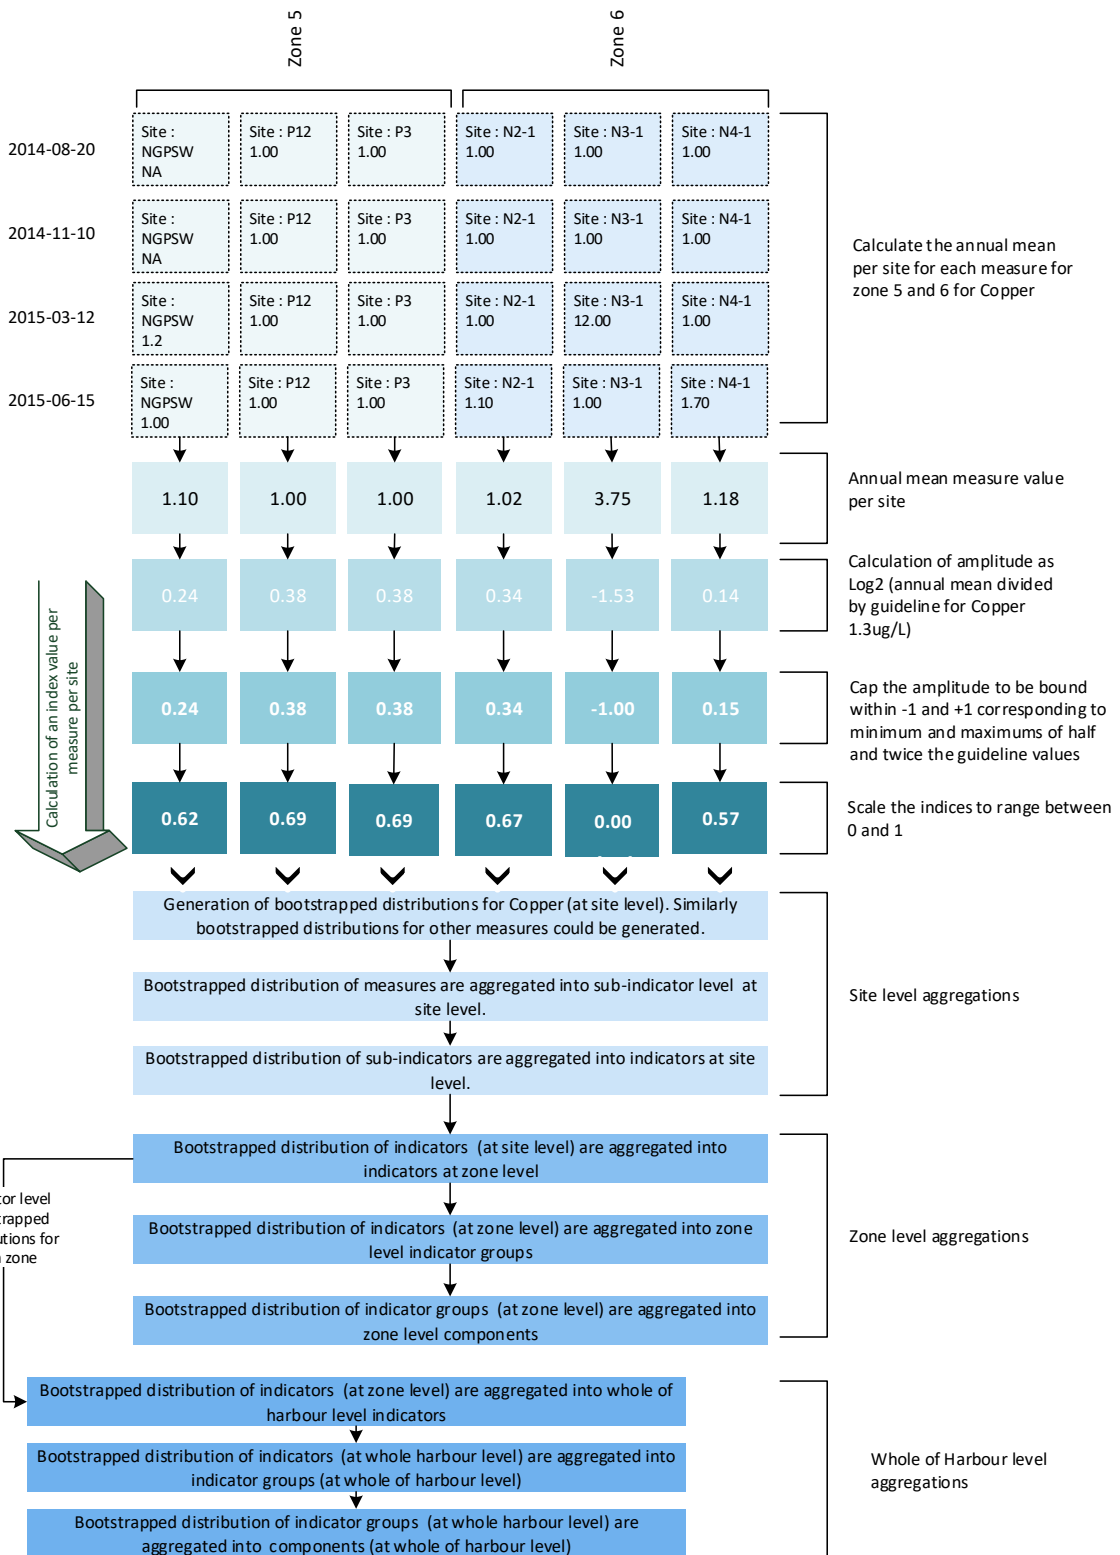 Zone 5
Zone 6
2014-08-20
Site :
NGPSW
NA
Site : P12
1.00
Site : P3
1.00
Site : N2-1
1.00
Site : N3-1
1.00
Site : N4-1
1.00
2014-11-10
Site :
NGPSW
NA
Site : P12
1.00
Site : P3
1.00
Site : N2-1
1.00
Site : N3-1
1.00
Site : N4-1
1.00
2015-03-12
Site :
NGPSW
1.2
Site : P12
1.00
Site : P3
1.00
Site : N2-1
1.00
Site : N3-1
12.00
Site : N4-1
1.00
2015-06-15
Site :
NGPSW
1.00
Site : P12
1.00
Site : P3
1.00
Site : N2-1
1.10
Site : N3-1
1.00
Site : N4-1
1.70
Calculate the annual mean
per site for each measure for
zone 5 and 6 for Copper
1.10
1.00
1.00
1.02
3.75
1.18
Annual mean measure value
per site
0.24
0.38
0.38
0.34
-1.53
0.14
Calculation of amplitude as
Log2 (annual mean divided
by guideline for Copper
1.3ug/L)
0.24
0.38
0.38
0.34
-1.00
0.15
Cap the amplitude to be bound
within -1 and +1 corresponding to
minimum and maximums of half
and twice the guideline values
0.62
0.69
0.69
0.67
0.00
0.57
Scale the indices to range between
0 and 1
Calculation of an index value per
measure per site
Generation of bootstrapped distributions for Copper (at site level). Similarly
bootstrapped distributions for other measures could be generated.
Bootstrapped distribution of measures are aggregated into sub-indicator level at
site level.
Bootstrapped distribution of sub-indicators are aggregated into indicators at site
level.
Site level aggregations
Bootstrapped distribution of indicators (at site level) are aggregated into
indicators at zone level
Bootstrapped distribution of indicators (at zone level) are aggregated into zone
level indicator groups
Bootstrapped distribution of indicator groups (at zone level) are aggregated into
zone level components
Zone level aggregations
tor level
trapped
utions for
zone
Bootstrapped distribution of indicators (at zone level) are aggregated into whole of
harbour level indicators
Bootstrapped distribution of indicators (at whole harbour level) are aggregated into
indicator groups (at whole of harbour level)
Bootstrapped distribution of indicator groups (at whole harbour level) are
aggregated into components (at whole of harbour level)
Whole of Harbour level
aggregations